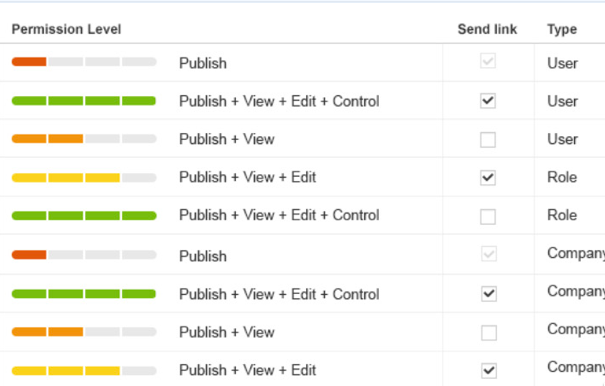 Permission Level Send link Type
Publish User
Publish + View + Edit + Control User
Publish + View User
Publish + View + Edit Role
Publish + View + Edit + Control Role
Publish Company
Publish + View + Edit + Control Company
Publish + View Company
Publish + View + Edit Company